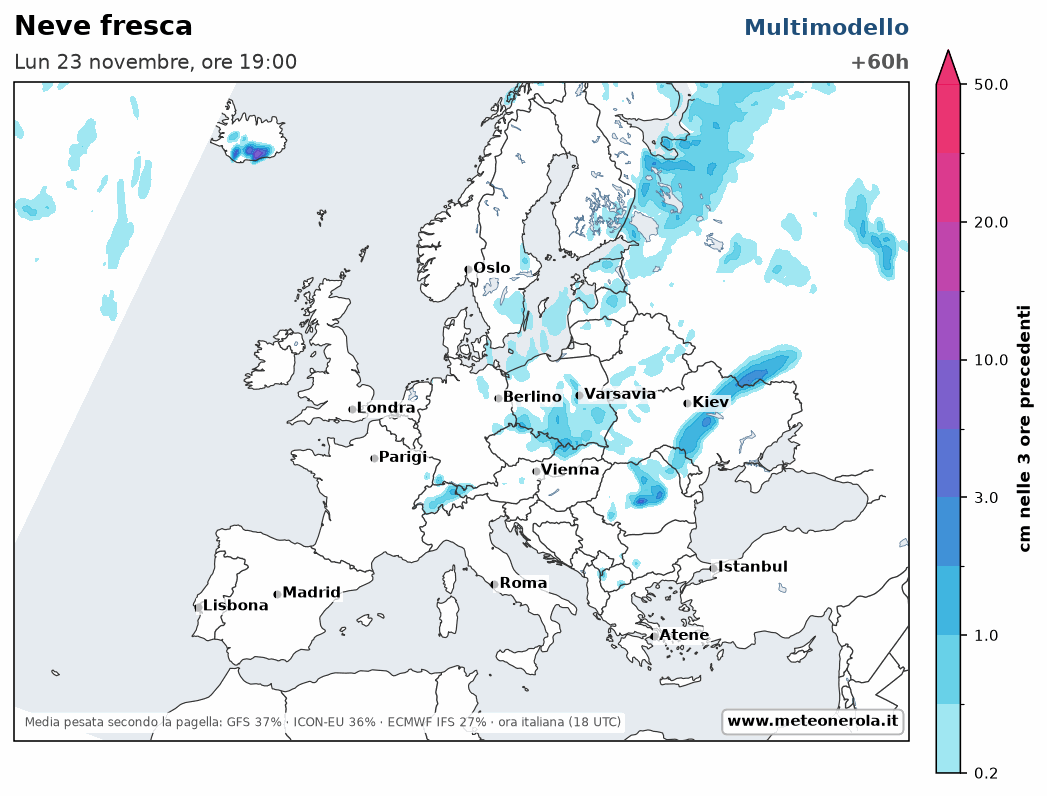 Neve fresca
Multimodello
Lun 23 novembre, ore 19:00
+60h
50.0
20.0
10.0
3.0
1.0
0.2
cm nelle 3 ore precedenti
Oslo
Berlino
Varsavia
Kiev
Londra
Parigi
Vienna
Istanbul
Roma
Madrid
Lisbona
Atene
Media pesata secondo la pagella: GFS 37% · ICON-EU 36% · ECMWF IFS 27% · ora italiana (18 UTC)
www.meteonerola.it